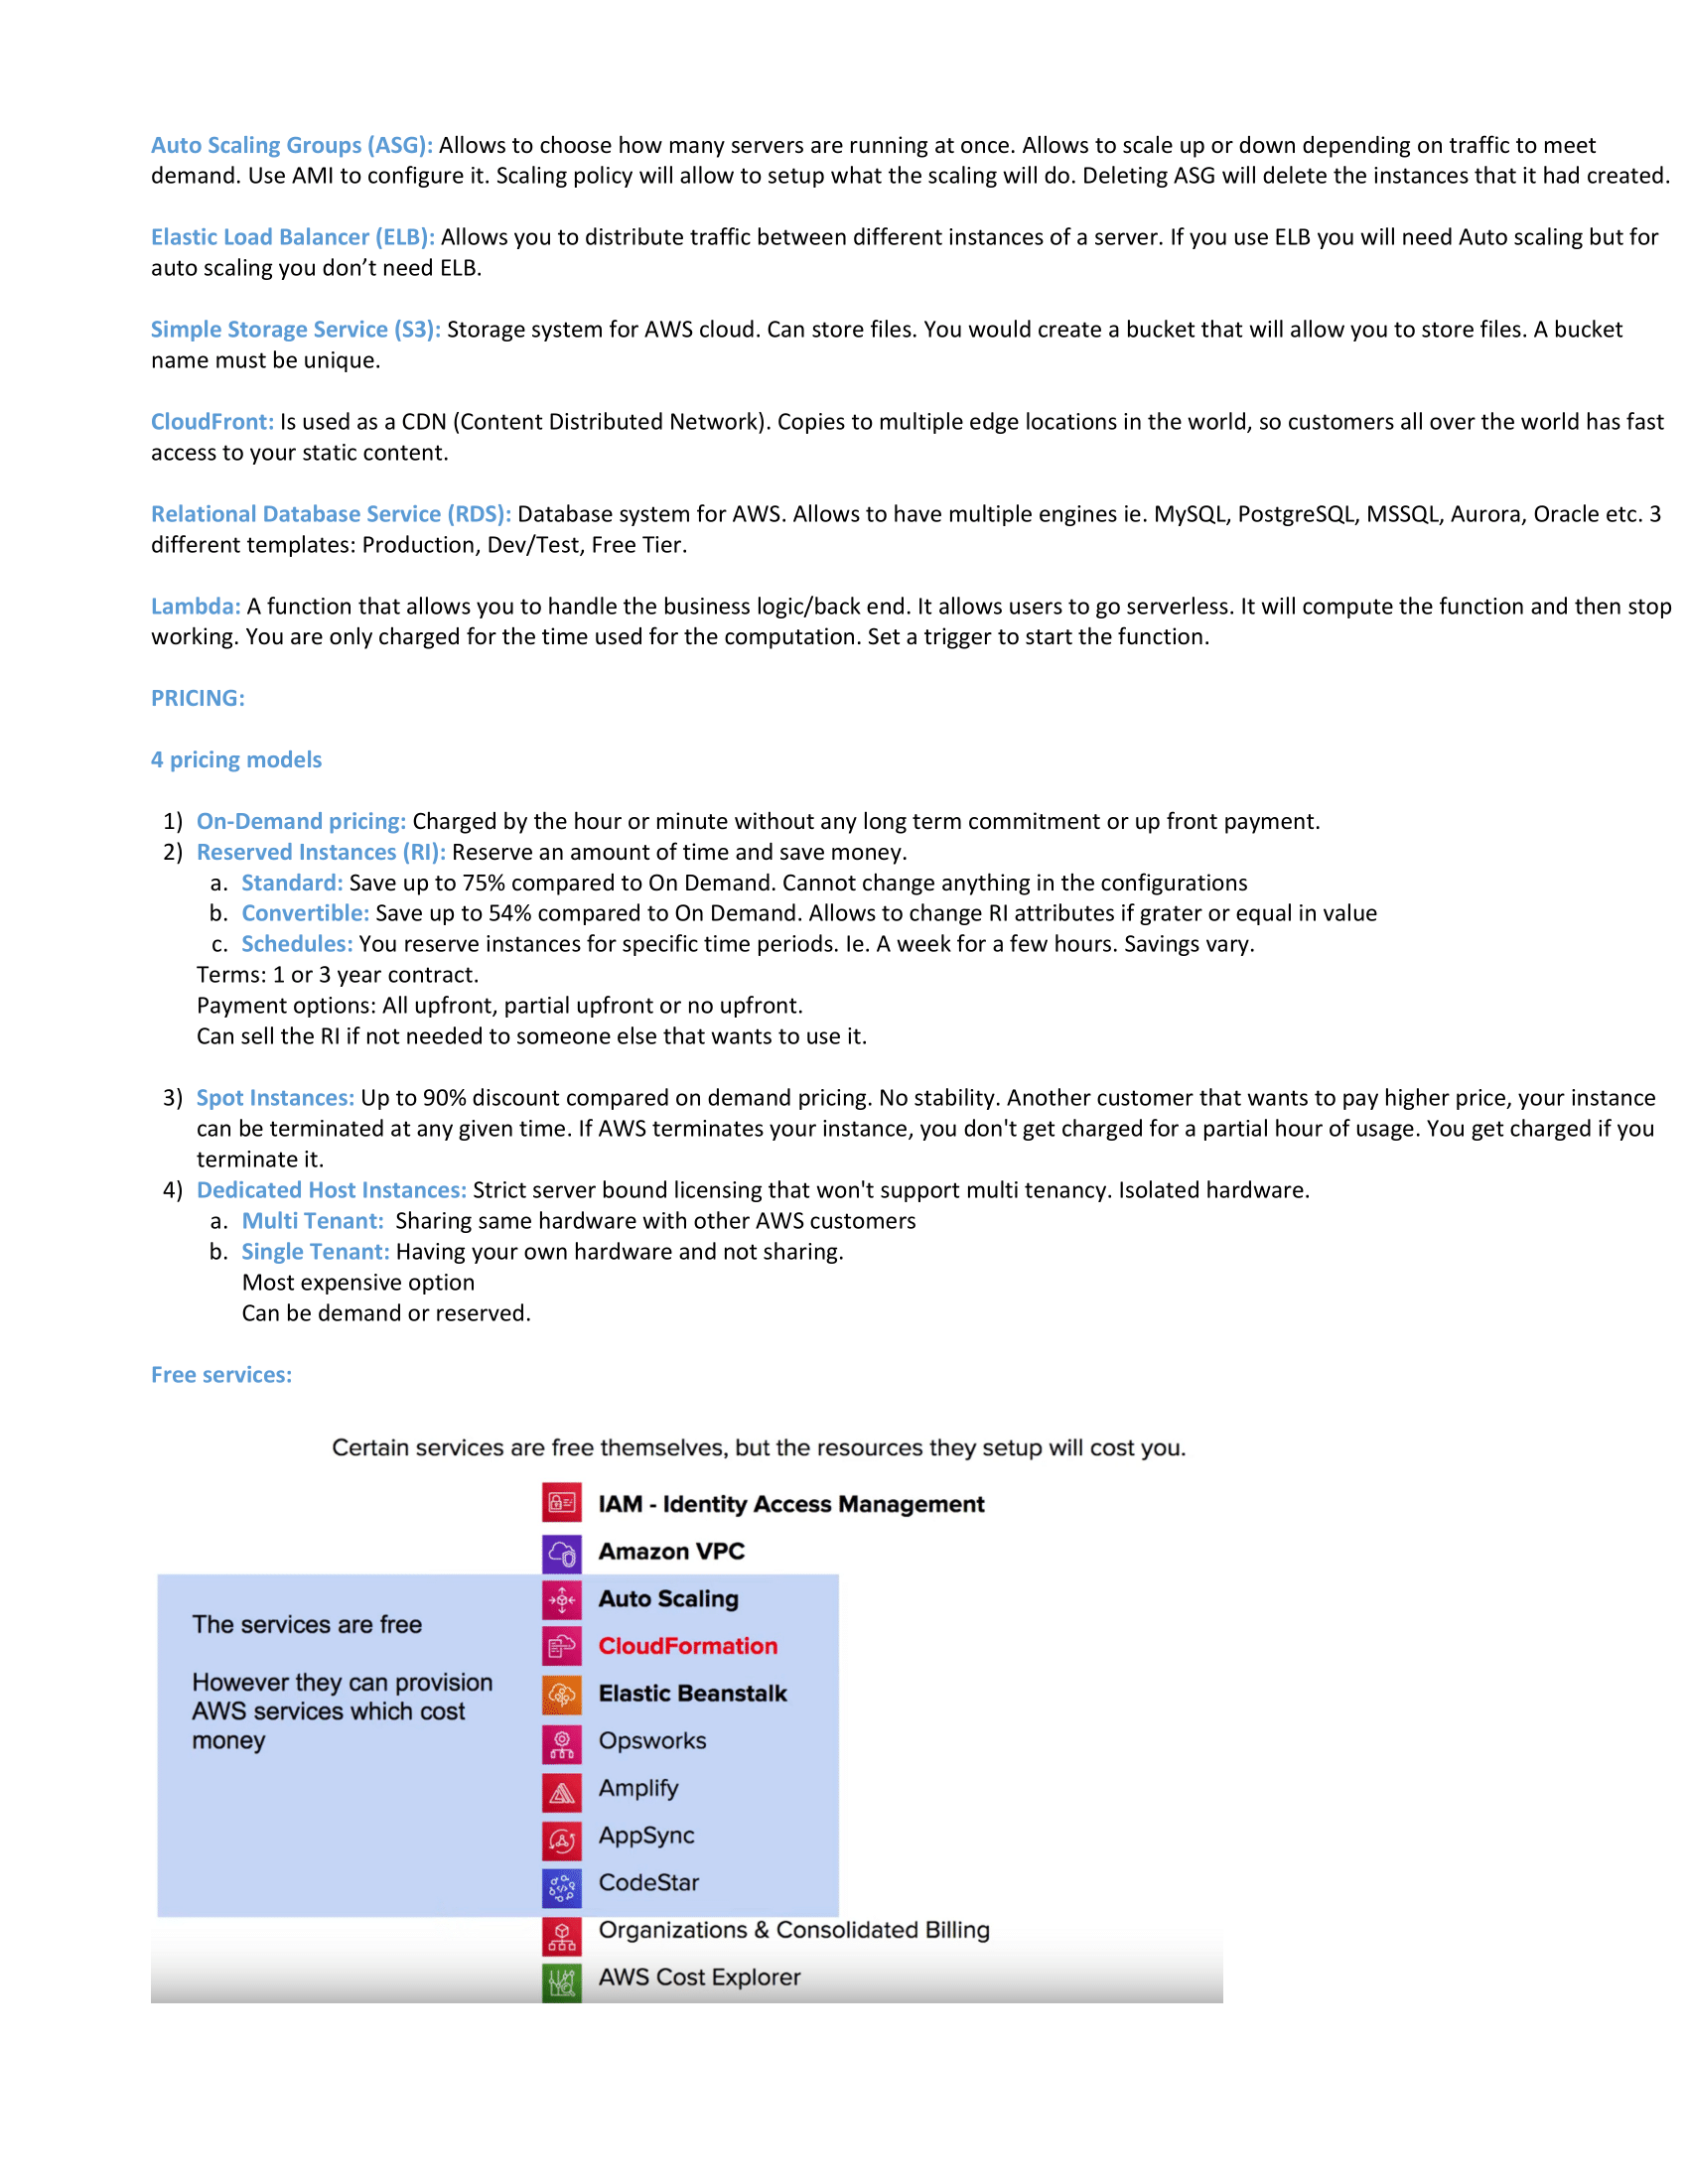 Auto Scaling Groups (ASG): Allows to choose how many servers are running at once. Allows to scale up or down depending on traffic to meet
demand. Use AMI to configure it. Scaling policy will allow to setup what the scaling will do. Deleting ASG will delete the instances that it had created.
Elastic Load Balancer (ELB): Allows you to distribute traffic between different instances of a server. If you use ELB you will need Auto scaling but for
auto scaling you don’t need ELB.
Simple Storage Service (S3): Storage system for AWS cloud. Can store files. You would create a bucket that will allow you to store files. A bucket
name must be unique.
CloudFront: Is used as a CDN (Content Distributed Network). Copies to multiple edge locations in the world, so customers all over the world has fast
access to your static content.
Relational Database Service (RDS): Database system for AWS. Allows to have multiple engines ie. MySQL, PostgreSQL, MSSQL, Aurora, Oracle etc. 3
different templates: Production, Dev/Test, Free Tier.
Lambda: A function that allows you to handle the business logic/back end. It allows users to go serverless. It will compute the function and then stop
working. You are only charged for the time used for the computation. Set a trigger to start the function.
PRICING:
4 pricing models
1) On-Demand pricing: Charged by the hour or minute without any long term commitment or up front payment.
2) Reserved Instances (RI): Reserve an amount of time and save money.
a. Standard: Save up to 75% compared to On Demand. Cannot change anything in the configurations
b. Convertible: Save up to 54% compared to On Demand. Allows to change RI attributes if grater or equal in value
c. Schedules: You reserve instances for specific time periods. Ie. A week for a few hours. Savings vary.
Terms: 1 or 3 year contract.
Payment options: All upfront, partial upfront or no upfront.
Can sell the RI if not needed to someone else that wants to use it.
3) Spot Instances: Up to 90% discount compared on demand pricing. No stability. Another customer that wants to pay higher price, your instance
can be terminated at any given time. If AWS terminates your instance, you don't get charged for a partial hour of usage. You get charged if you
terminate it.
4) Dedicated Host Instances: Strict server bound licensing that won't support multi tenancy. Isolated hardware.
a. Multi Tenant: Sharing same hardware with other AWS customers
b. Single Tenant: Having your own hardware and not sharing.
Most expensive option
Can be demand or reserved.
Free services:
Certain services are free themselves, but the resources they setup will cost you.
IAM - Identity Access Management
Amazon VPC
Auto Scaling
The services are free
CloudFormation
However they can provision
AWS services which cost
money
Elastic Beanstalk
Opsworks
Amplify
AppSync
CodeStar
Organizations & Consolidated Billing
AWS Cost Explorer